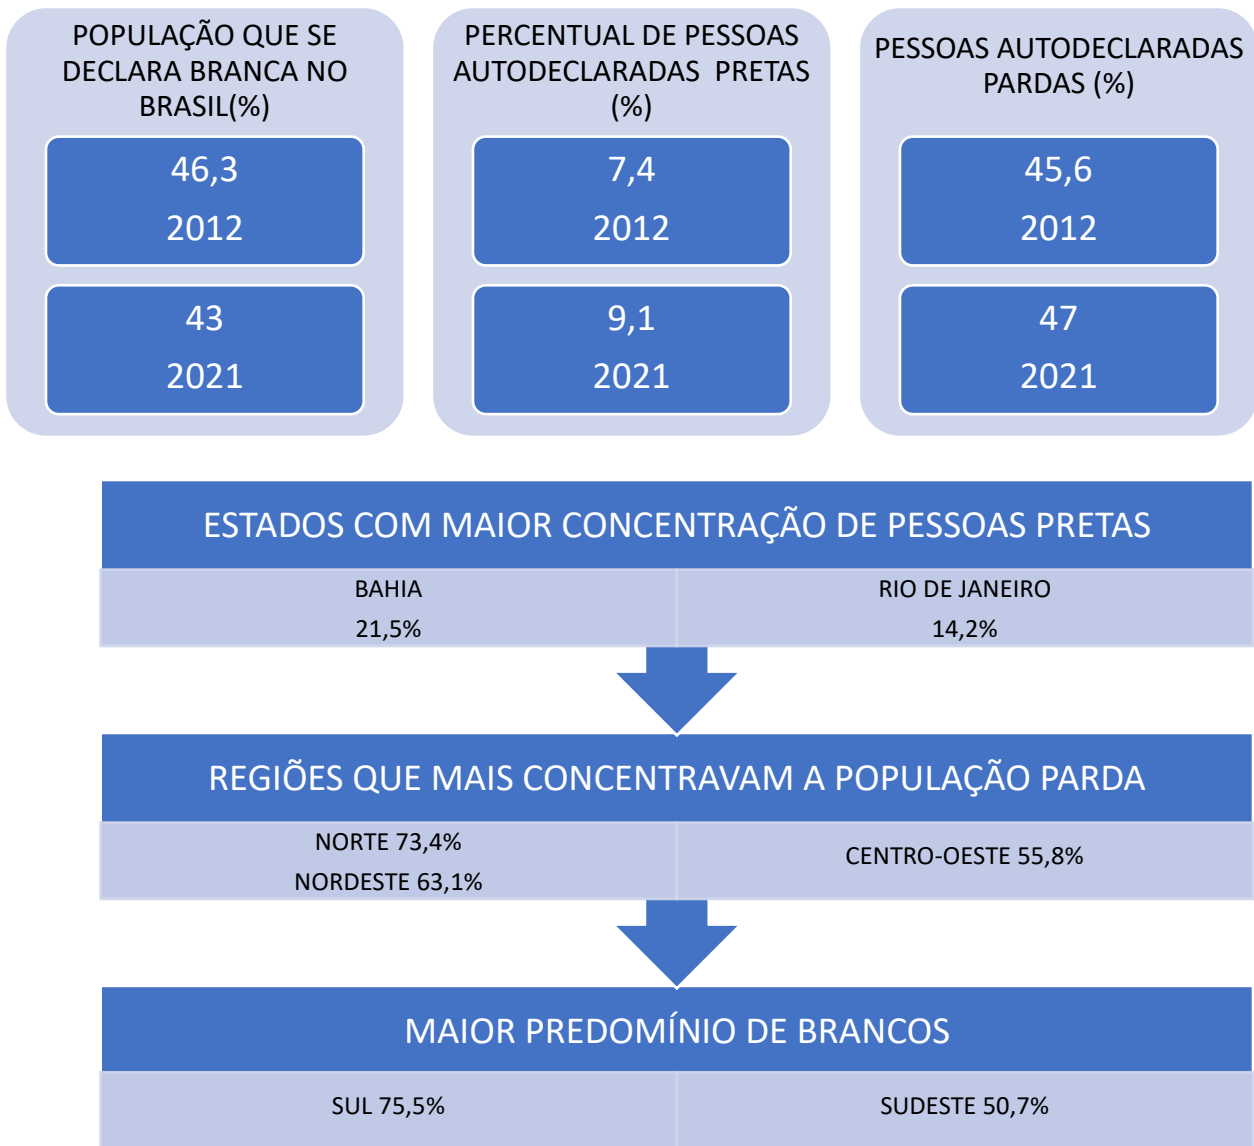 POPULAÇÃO QUE SE
DECLARA BRANCA NO
BRASIL(%)
46,3
2012
43
2021
PERCENTUAL DE PESSOAS
AUTODECLARADAS PRETAS
(%)
7,4
2012
9,1
2021
PESSOAS AUTODECLARADAS
PARDAS (%)
45,6
2012
47
2021
ESTADOS COM MAIOR CONCENTRAÇÃO DE PESSOAS PRETAS
BAHIA
21,5%
RIO DE JANEIRO
14,2%
REGIÕES QUE MAIS CONCENTRAVAM A POPULAÇÃO PARDA
NORTE 73,4%
NORDESTE 63,1%
CENTRO-OESTE 55,8%
MAIOR PREDOMÍNIO DE BRANCOS
SUL 75,5%
SUDESTE 50,7%